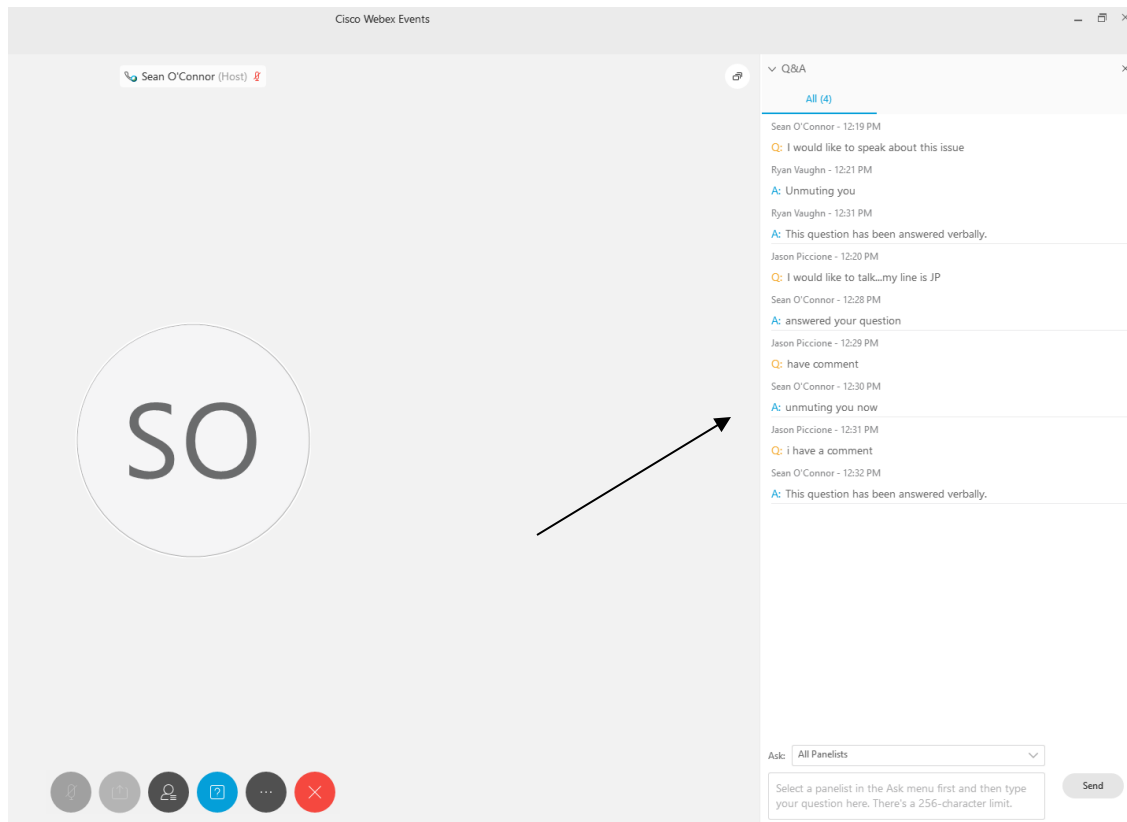 Cisco Webex Events
Sean O'Connor (Host)
Q&A
All (4)
Sean O'Connor - 12:19 PM
Q: I would like to speak about this issue
Ryan Vaughn - 12:21 PM
A: Unmuting you
Ryan Vaughn - 12:31 PM
A: This question has been answered verbally.
Jason Piccione - 12:20 PM
Q: I would like to talk...my line is JP
Sean O'Connor - 12:28 PM
A: answered your question
Jason Piccione - 12:29 PM
Q: have comment
Sean O'Connor - 12:30 PM
A: unmuting you now
Jason Piccione - 12:31 PM
Q: i have a comment
Sean O'Connor - 12:32 PM
A: This question has been answered verbally.
SO
Ask: All Panelists
Select a panelist in the Ask menu first and then type
your question here. There's a 256-character limit.
Send